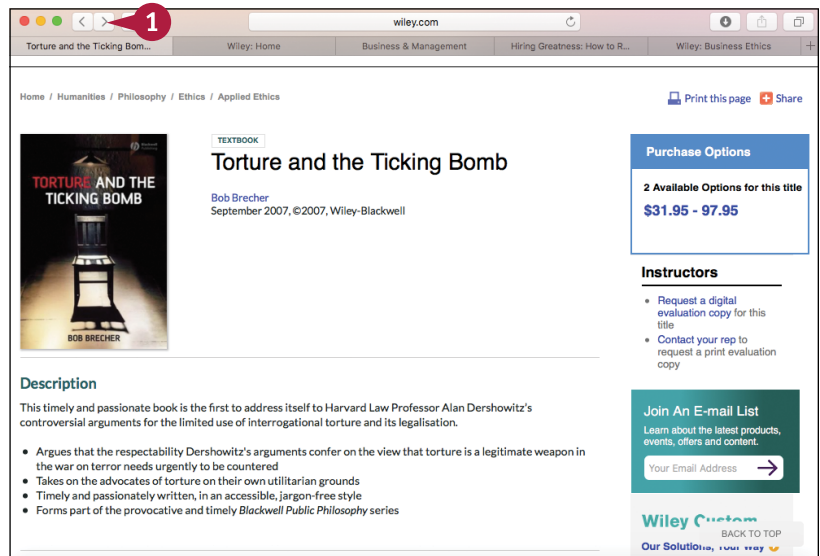 1
wiley.com
Torture and the Ticking Bom...
Wiley: Home
Business & Management
Hiring Greatness: How to R...
Wiley: Business Ethics
Home / Humanities / Philosophy / Ethics / Applied Ethics
Print this page
Share
TORTURE AND THE
TICKING BOMB
BOB BRECHER
TEXTBOOK
Torture and the Ticking Bomb
Bob Brecher
September 2007, ©2007, Wiley-Blackwell
Purchase Options
2 Available Options for this title
$31.95 - 97.95
Instructors
• Request a digital
evaluation copy for this
title
• Contact your rep to
request a print evaluation
copy
Description
This timely and passionate book is the first to address itself to Harvard Law Professor Alan Dershowitz's
controversial arguments for the limited use of interrogational torture and its legalisation.
• Argues that the respectability Dershowitz's arguments confer on the view that torture is a legitimate weapon in
the war on terror needs urgently to be countered
• Takes on the advocates of torture on their own utilitarian grounds
• Timely and passionately written, in an accessible, jargon-free style
• Forms part of the provocative and timely Blackwell Public Philosophy series
Join An E-mail List
Learn about the latest products,
events, offers and content.
Your Email Address
Wiley Custom
BACK TO TOP
Our Solutions, Your Way